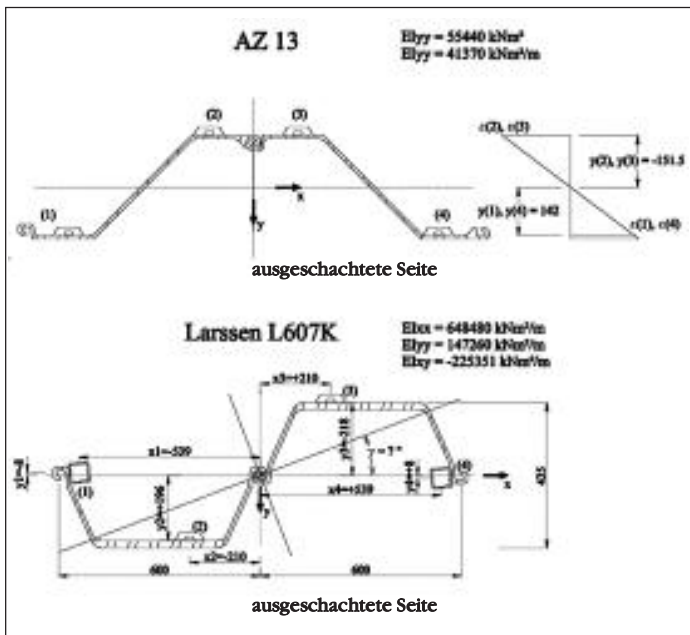 AZ 13
EIyy = 55440 kNm²
EIyy = 41370 kNm²/m
(2) (3)
ε(2), ε(3)
y(2), y(3) = -151.5
x
(1) (4)
y
y(1), y(4) = 142
ε(1), ε(4)
ausgeschachtete Seite
Larssen L607K
EIxx = 648480 kNm²/m
EIyy = 147260 kNm²/m
EIxy = -225351 kNm²/m
x3=+210
(3)
x1=-539
y3=-218
= 7°
(4)
x
(1)
x4=+539
435
y2=+196
y
(2)
x2=-210
600 600
ausgeschachtete Seite